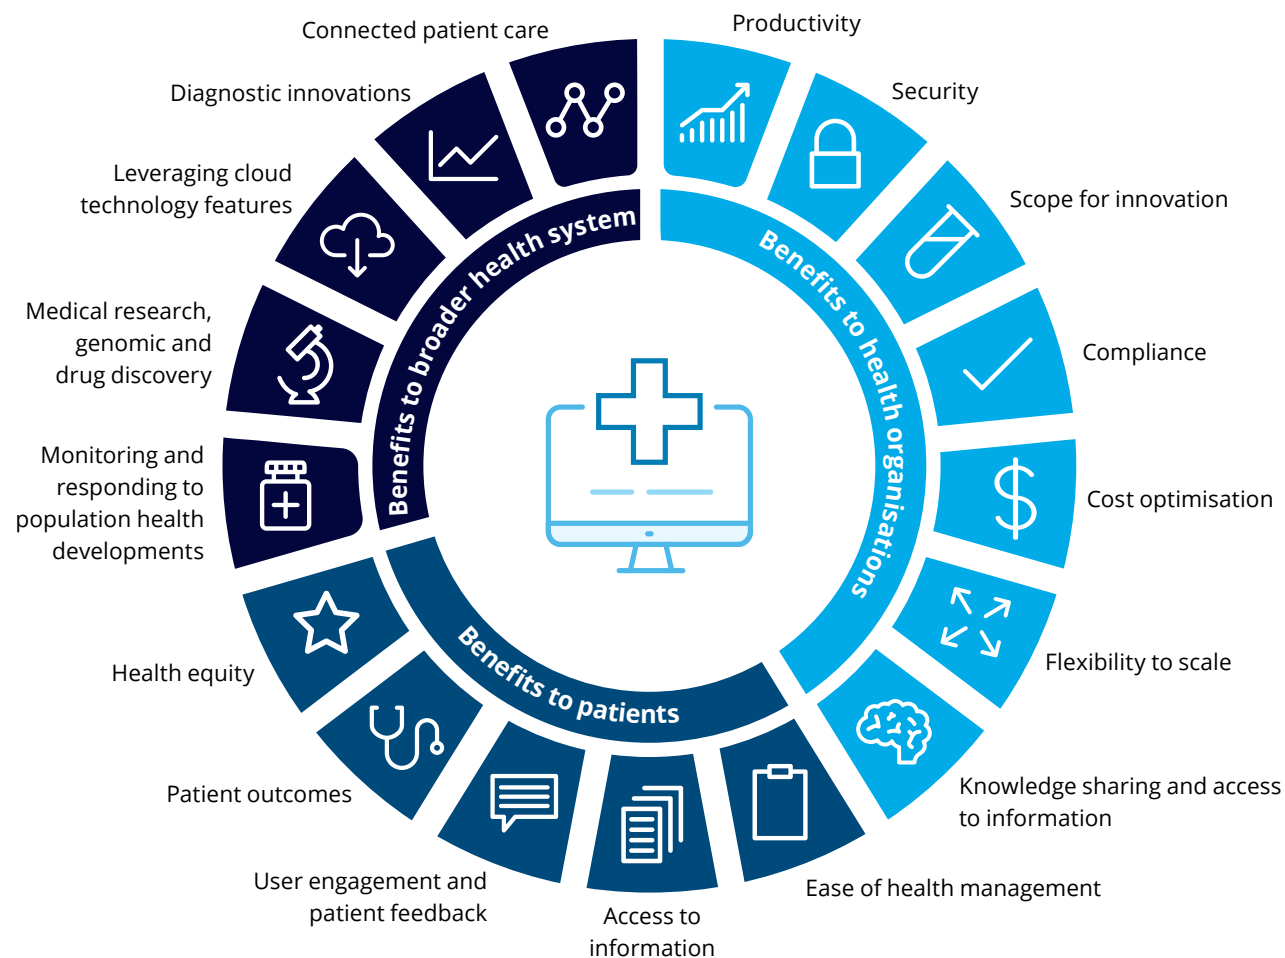 Connected patient care
Productivity
Diagnostic innovations
Security
Leveraging cloud
technology features
Scope for innovation
Medical research,
genomic and
drug discovery
Compliance
Monitoring and
responding to
population health
developments
Cost optimisation
Health equity
Flexibility to scale
Patient outcomes
Knowledge sharing and access
to information
User engagement and
patient feedback
Ease of health management
Access to
information
Benefits to broader health system
Benefits to health organisations
Benefits to patients